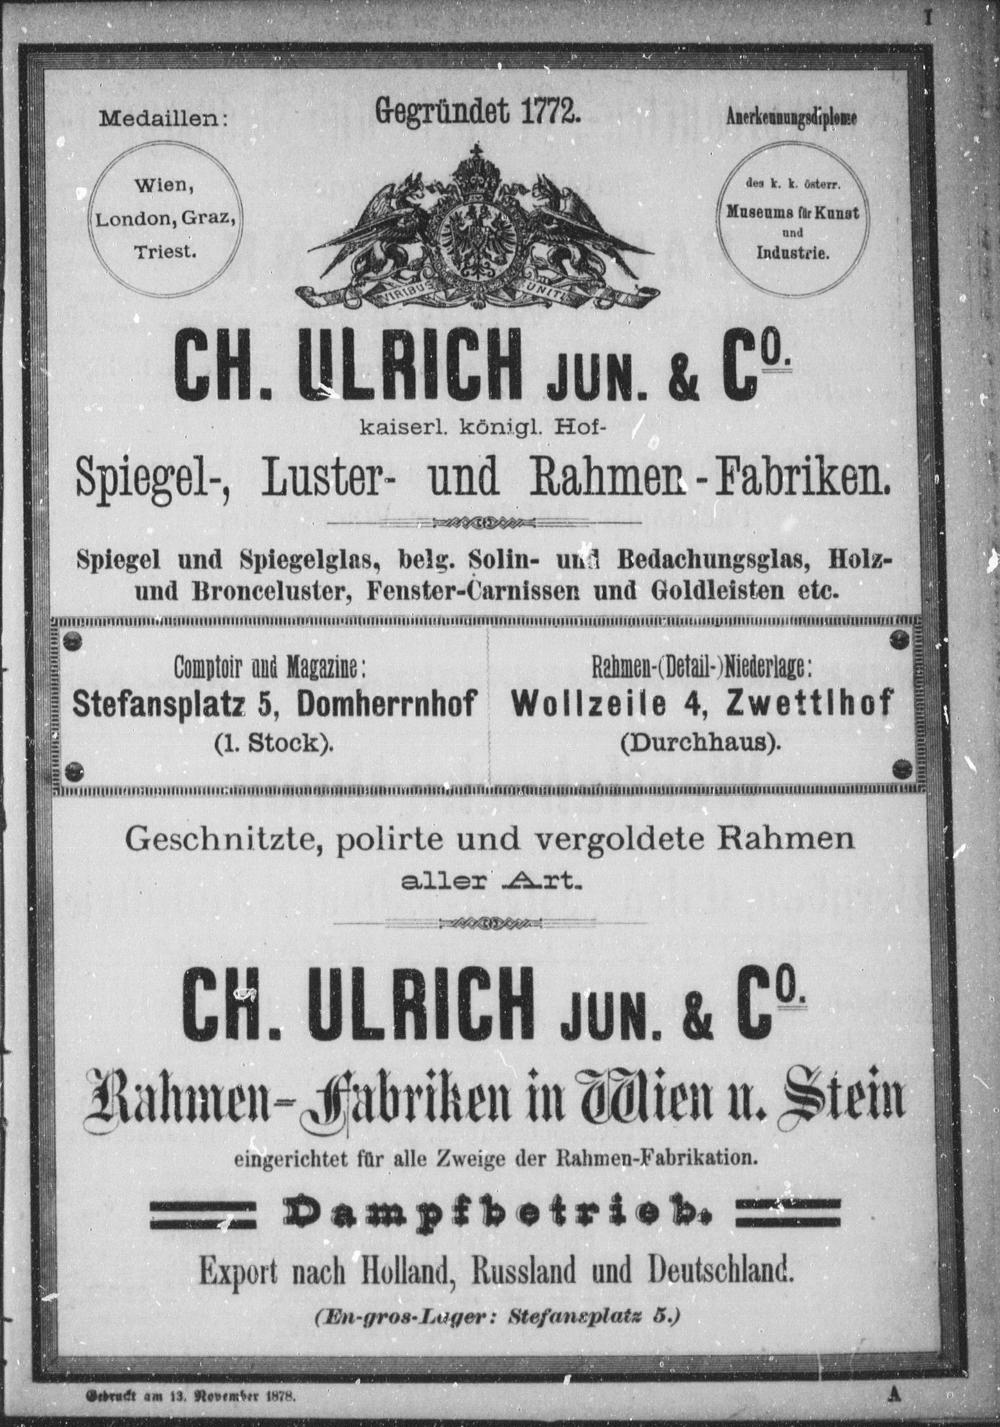 I
Medaillen:
Wien,
London, Graz,
Triest.
Gegründet 1772.
Anerkennungsdiplome
des k. k. österr.
Museums für Kunst
und
Industrie.
VIRIBUS UNITIS
CH. ULRICH JUN. & Co.
kaiserl. königl. Hof-
Spiegel-, Luster- und Rahmen-Fabriken.
Spiegel und Spiegelglas, belg. Solin- und Bedachungsglas, Holz-
und Bronceluster, Fenster-Carnissen und Goldleisten etc.
Comptoir und Magazine:
Stefansplatz 5, Domherrnhof
(1. Stock).
Rahmen-(Detail-)Niederlage:
Wollzeile 4, Zwettlhof
(Durchhaus).
Geschnitzte, polirte und vergoldete Rahmen
aller Art.
CH. ULRICH JUN. & Co.
Rahmen-Fabriken in Wien u. Stein
eingerichtet für alle Zweige der Rahmen-Fabrikation.
Dampfbetrieb.
Export nach Holland, Russland und Deutschland.
(En-gros-Lager: Stefansplatz 5.)
Gedruckt am 13. November 1878.
A